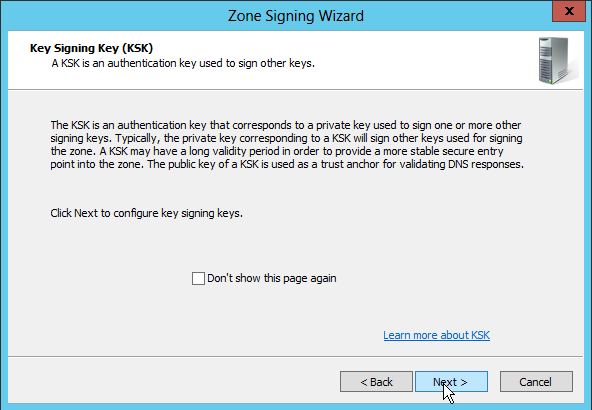 Zone Signing Wizard
x
Key Signing Key (KSK)
A KSK is an authentication key used to sign other keys.
The KSK is an authentication key that corresponds to a private key used to sign one or more other
signing keys. Typically, the private key corresponding to a KSK will sign other keys used for signing
the zone. A KSK may have a long validity period in order to provide a more stable secure entry
point into the zone. The public key of a KSK is used as a trust anchor for validating DNS responses.
Click Next to configure key signing keys.
Don't show this page again
Learn more about KSK
< Back
Next >
Cancel